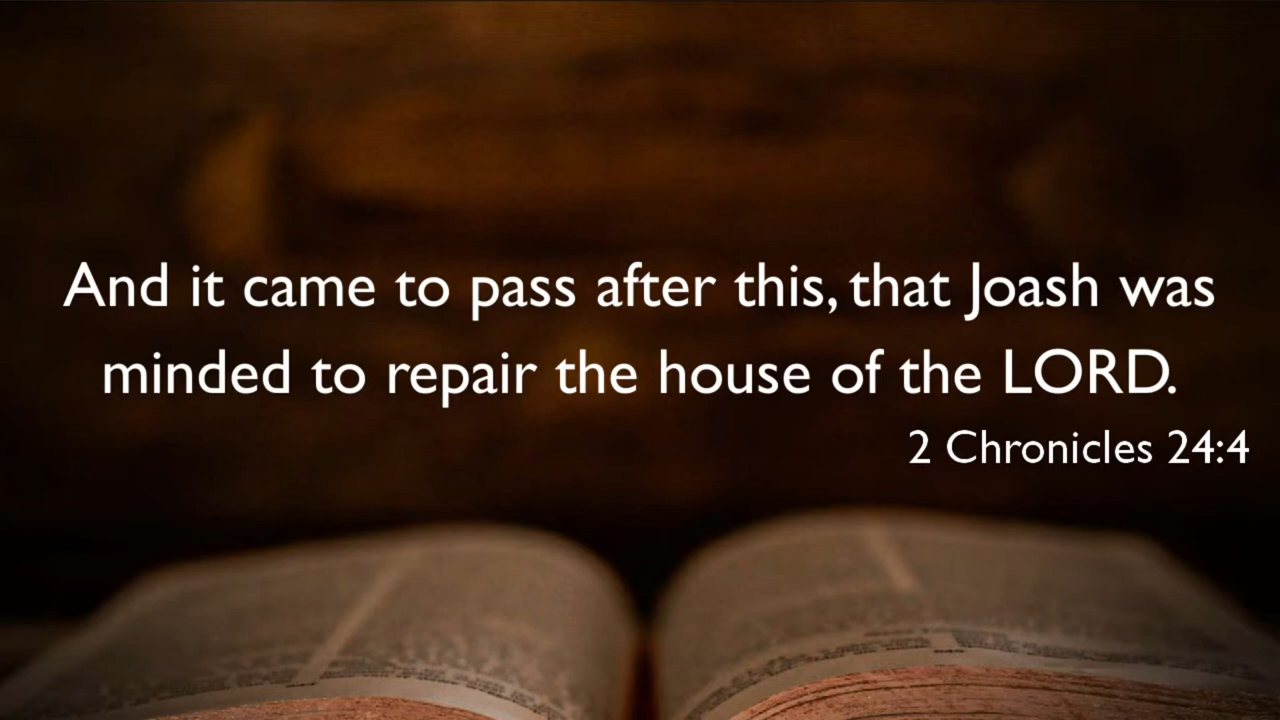 And it came to pass after this, that Joash was
minded to repair the house of the LORD.
2 Chronicles 24:4